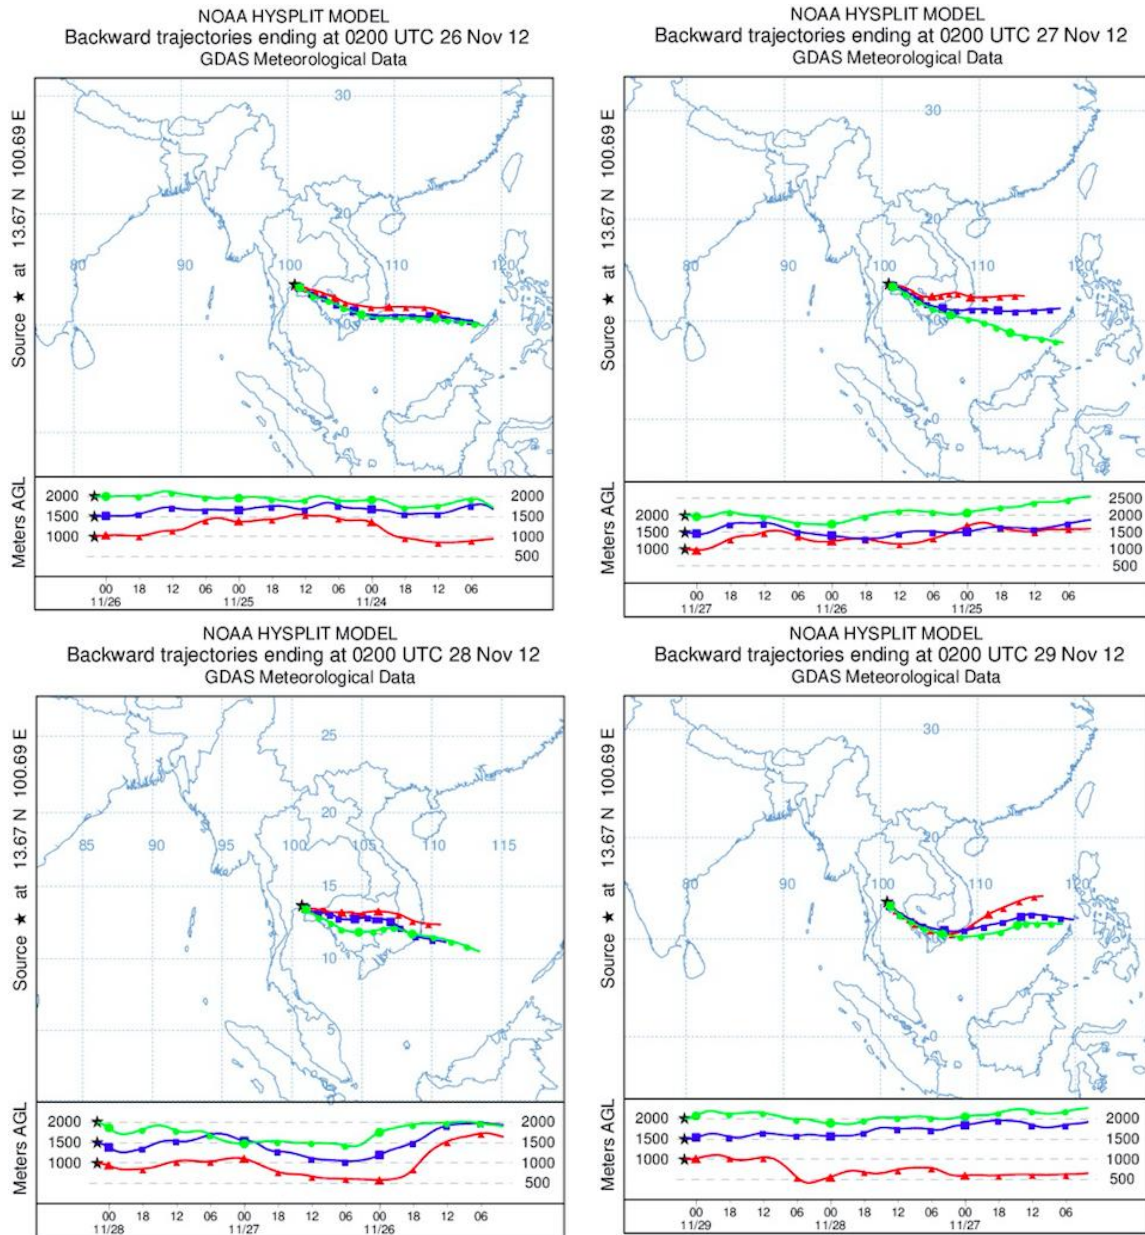 NOAA HYSPLIT MODEL
Backward trajectories ending at 0200 UTC 26 Nov 12
GDAS Meteorological Data
Source ★ at 13.67 N 100.69 E
30
20
80 90 100 110 120
0
Meters AGL
2000 2000
1500 1500
1000 1000
500
00 18 12 06 00 18 12 06 00 18 12 06
11/26 11/25 11/24
NOAA HYSPLIT MODEL
Backward trajectories ending at 0200 UTC 27 Nov 12
GDAS Meteorological Data
Source ★ at 13.67 N 100.69 E
30
20
80 90 100 110 120
0
Meters AGL
2500
2000 2000
1500 1500
1000 1000
500
00 18 12 06 00 18 12 06 00 18 12 06
11/27 11/26 11/25
NOAA HYSPLIT MODEL
Backward trajectories ending at 0200 UTC 28 Nov 12
GDAS Meteorological Data
Source ★ at 13.67 N 100.69 E
25
20
85 90 95 100 105 110 115
15
10
5
Meters AGL
2000 2000
1500 1500
1000 1000
500
00 18 12 06 00 18 12 06 00 18 12 06
11/28 11/27 11/26
NOAA HYSPLIT MODEL
Backward trajectories ending at 0200 UTC 29 Nov 12
GDAS Meteorological Data
Source ★ at 13.67 N 100.69 E
30
20
80 90 100 110 120
0
Meters AGL
2000 2000
1500 1500
1000 1000
500
00 18 12 06 00 18 12 06 00 18 12 06
11/29 11/28 11/27